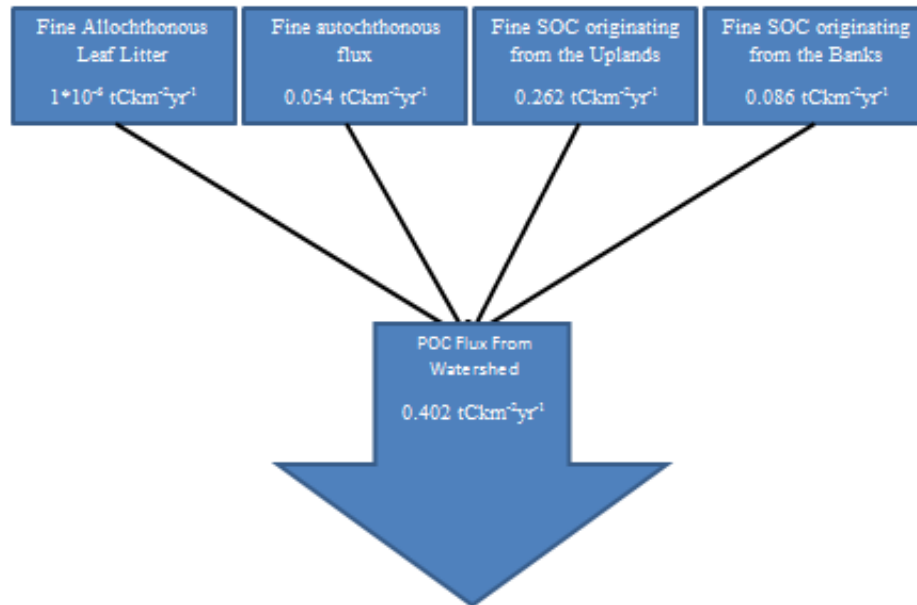 Fine Allochthonous
Leaf Litter
1*10⁻⁶ tCkm⁻²yr⁻¹
Fine autochthonous
flux
0.054 tCkm⁻²yr⁻¹
Fine SOC originating
from the Uplands
0.262 tCkm⁻²yr⁻¹
Fine SOC originating
from the Banks
0.086 tCkm⁻²yr⁻¹
POC Flux From
Watershed
0.402 tCkm⁻²yr⁻¹